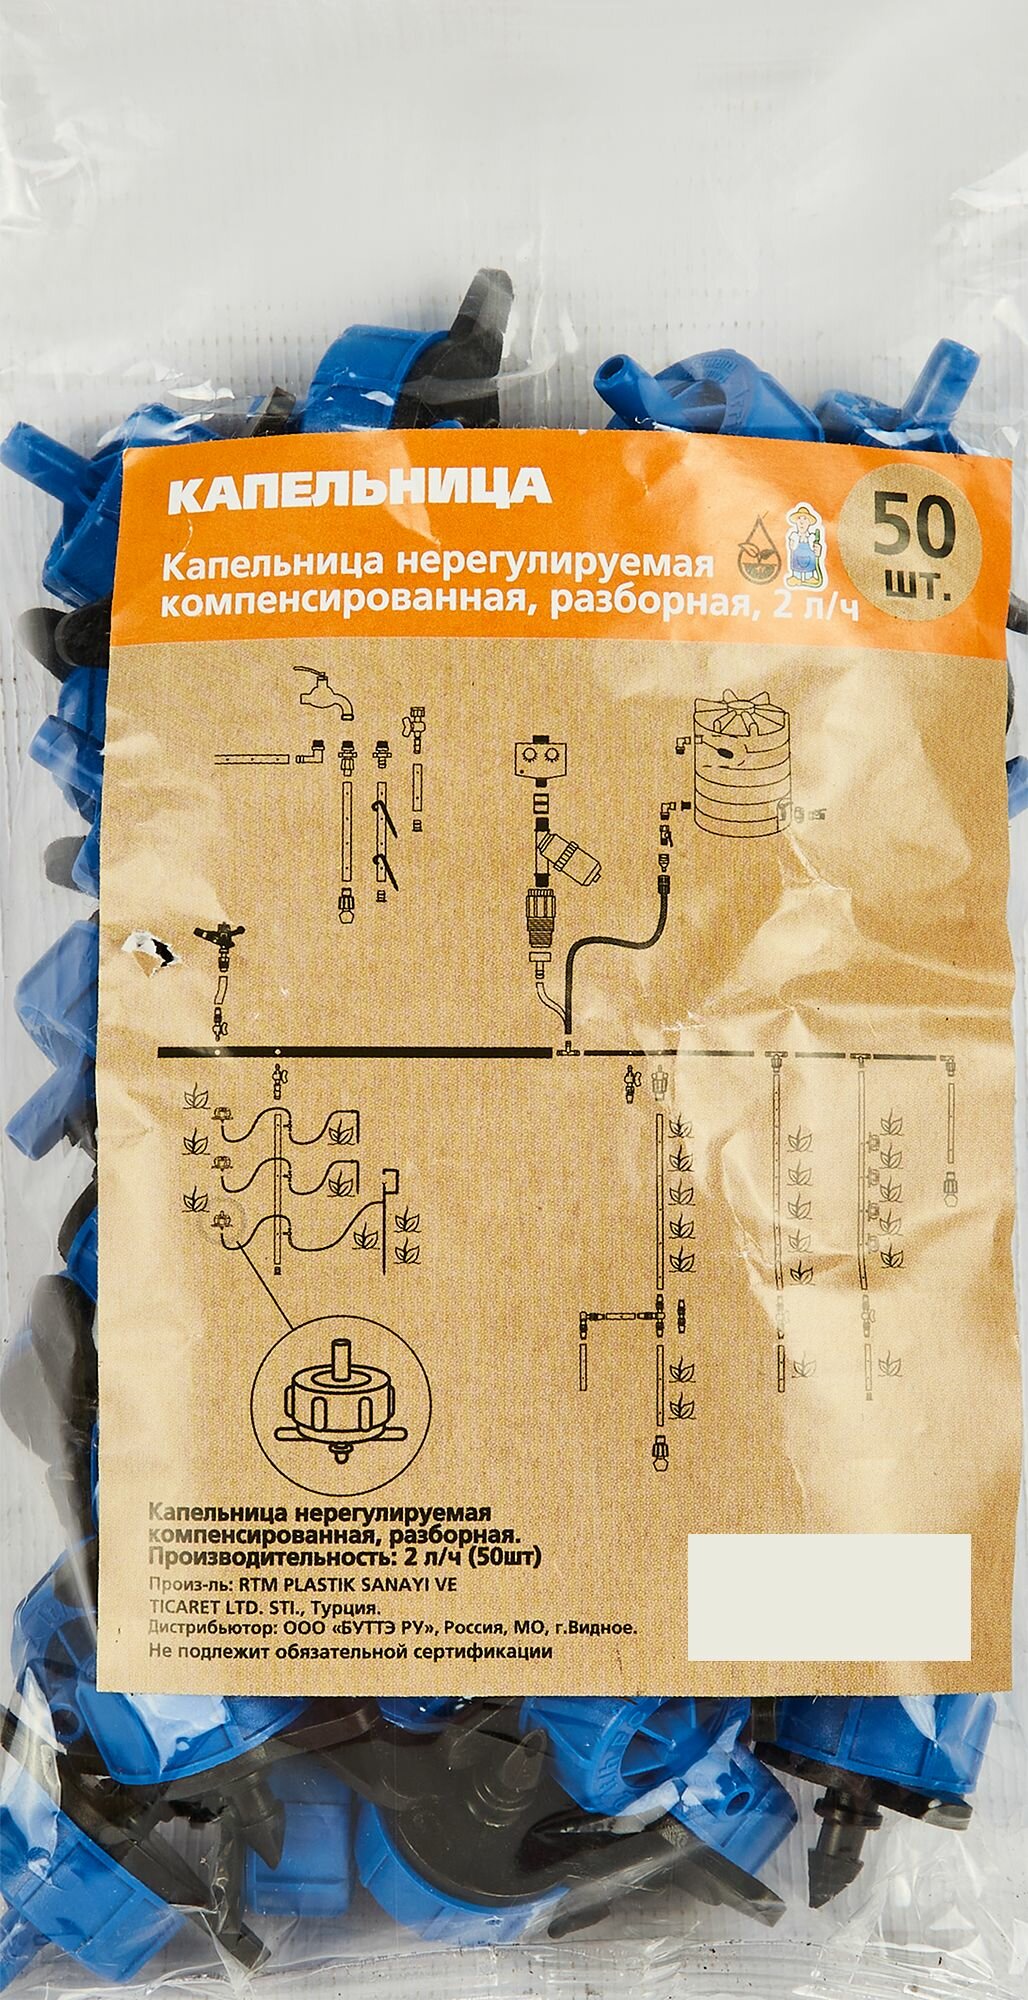 КАПЕЛЬНИЦА
Капельница нерегулируемая
компенсированная, разборная, 2 л/ч
50
шт.
Капельница нерегулируемая
компенсированная, разборная.
Производительность: 2 л/ч (50шт)
Произ-ль: RTM PLASTIK SANAYI VE
TICARET LTD. STI., Турция.
Дистрибьютор: ООО «БУТТЭ РУ», Россия, МО, г.Видное.
Не подлежит обязательной сертификации